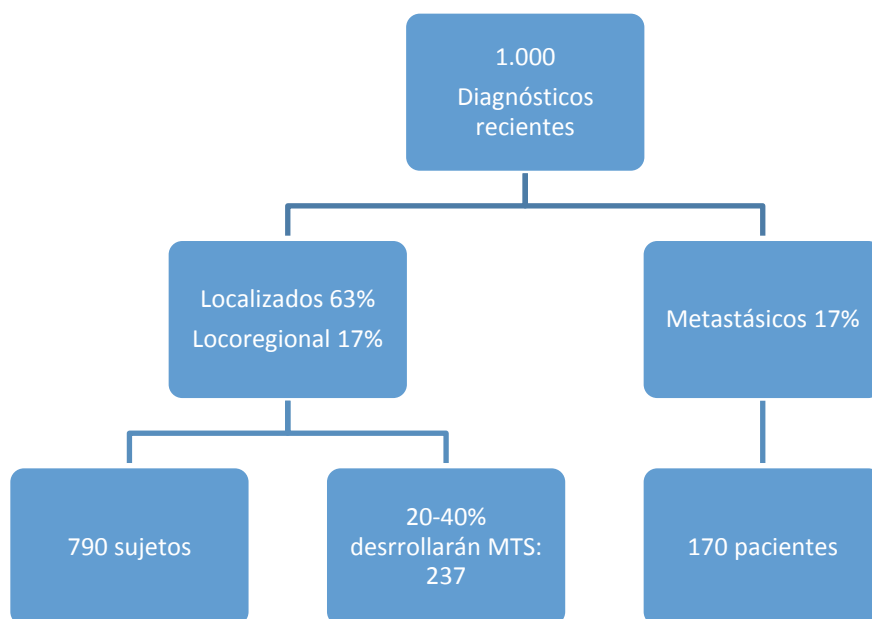 1.000
Diagnósticos
recientes
Localizados 63%
Locoregional 17%
Metastásicos 17%
790 sujetos
20-40%
desrrollarán MTS:
237
170 pacientes